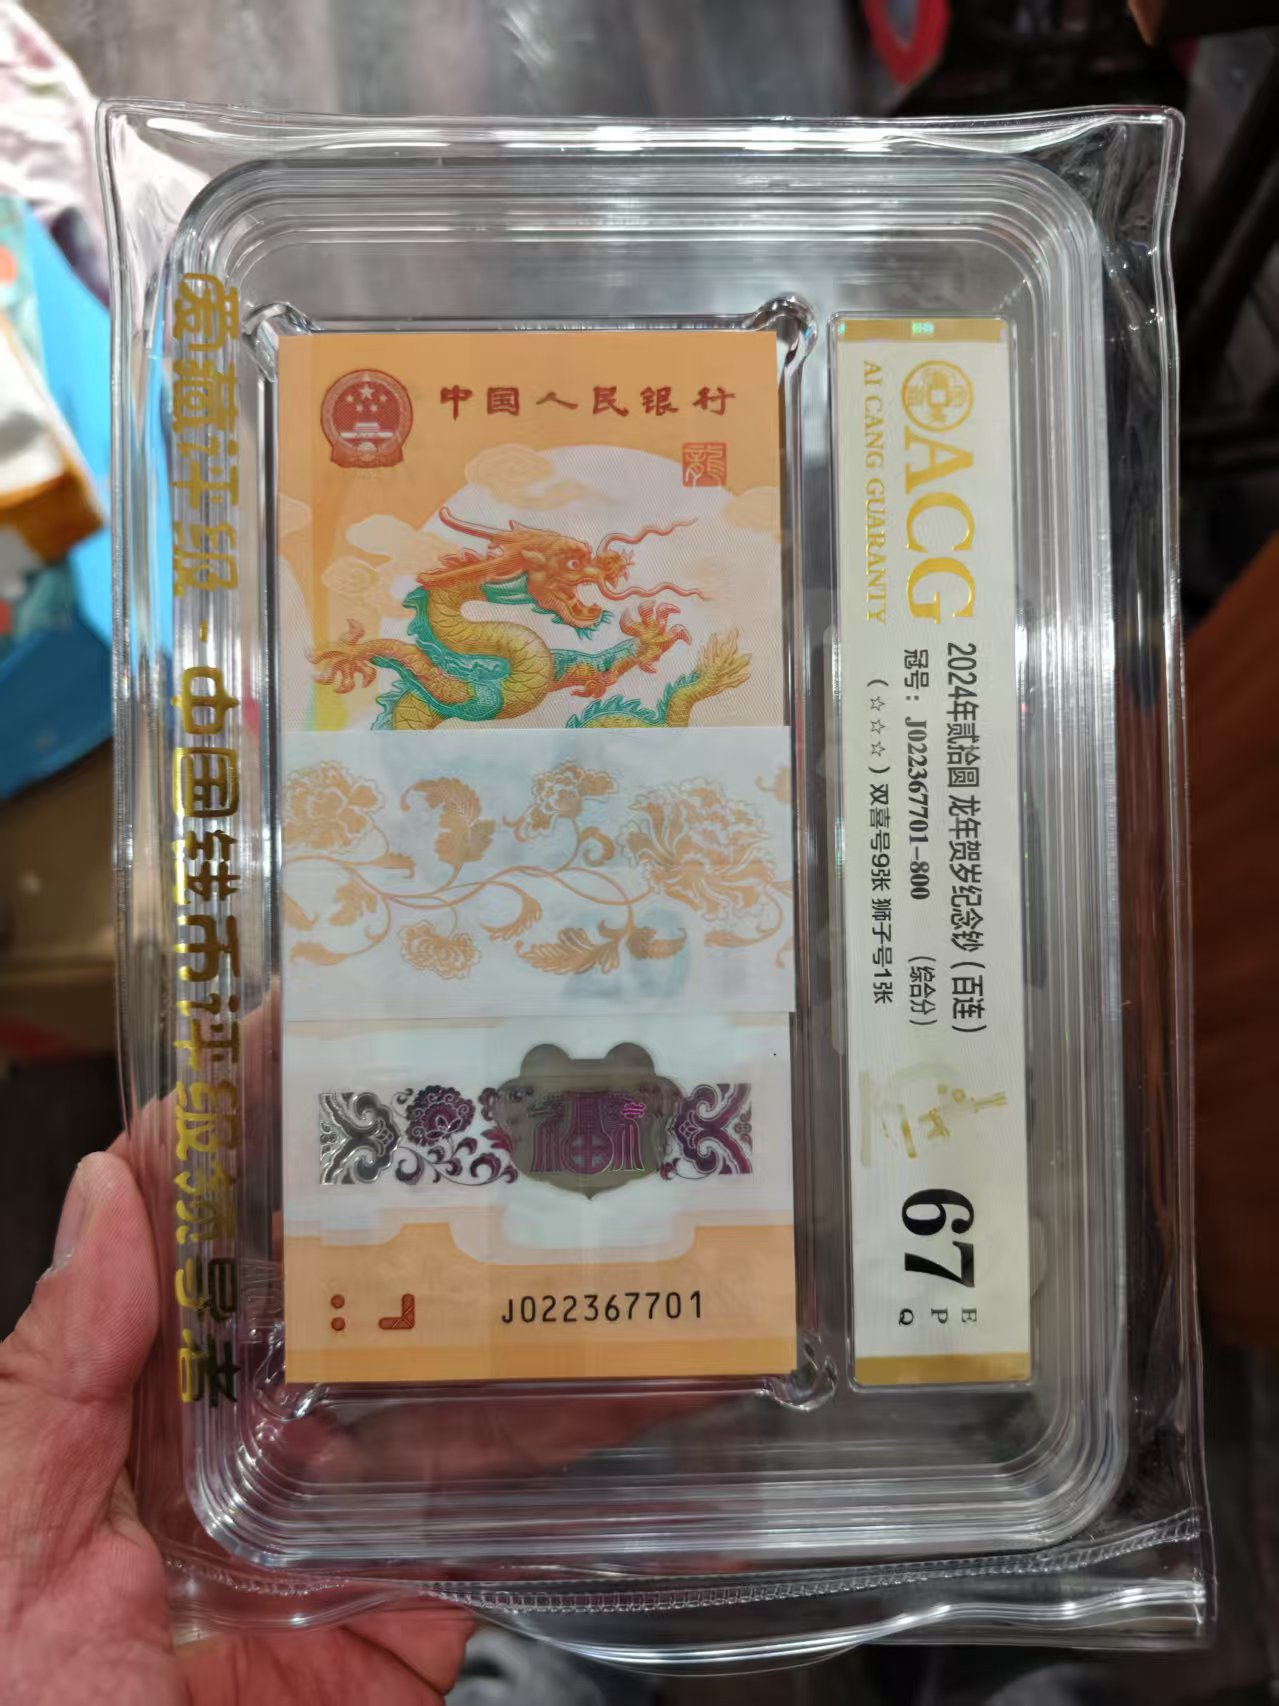 爱藏评级 - 中国钱币评级领导者
中国人民银行
龍
J022367701
ACG
AI CANG GUARANTY
2024年贰拾圆 龙年贺岁纪念钞（百连）
冠号：J022367701-800 （综合分）
（☆☆☆）双喜号9张 狮子号1张
67
E
P
Q